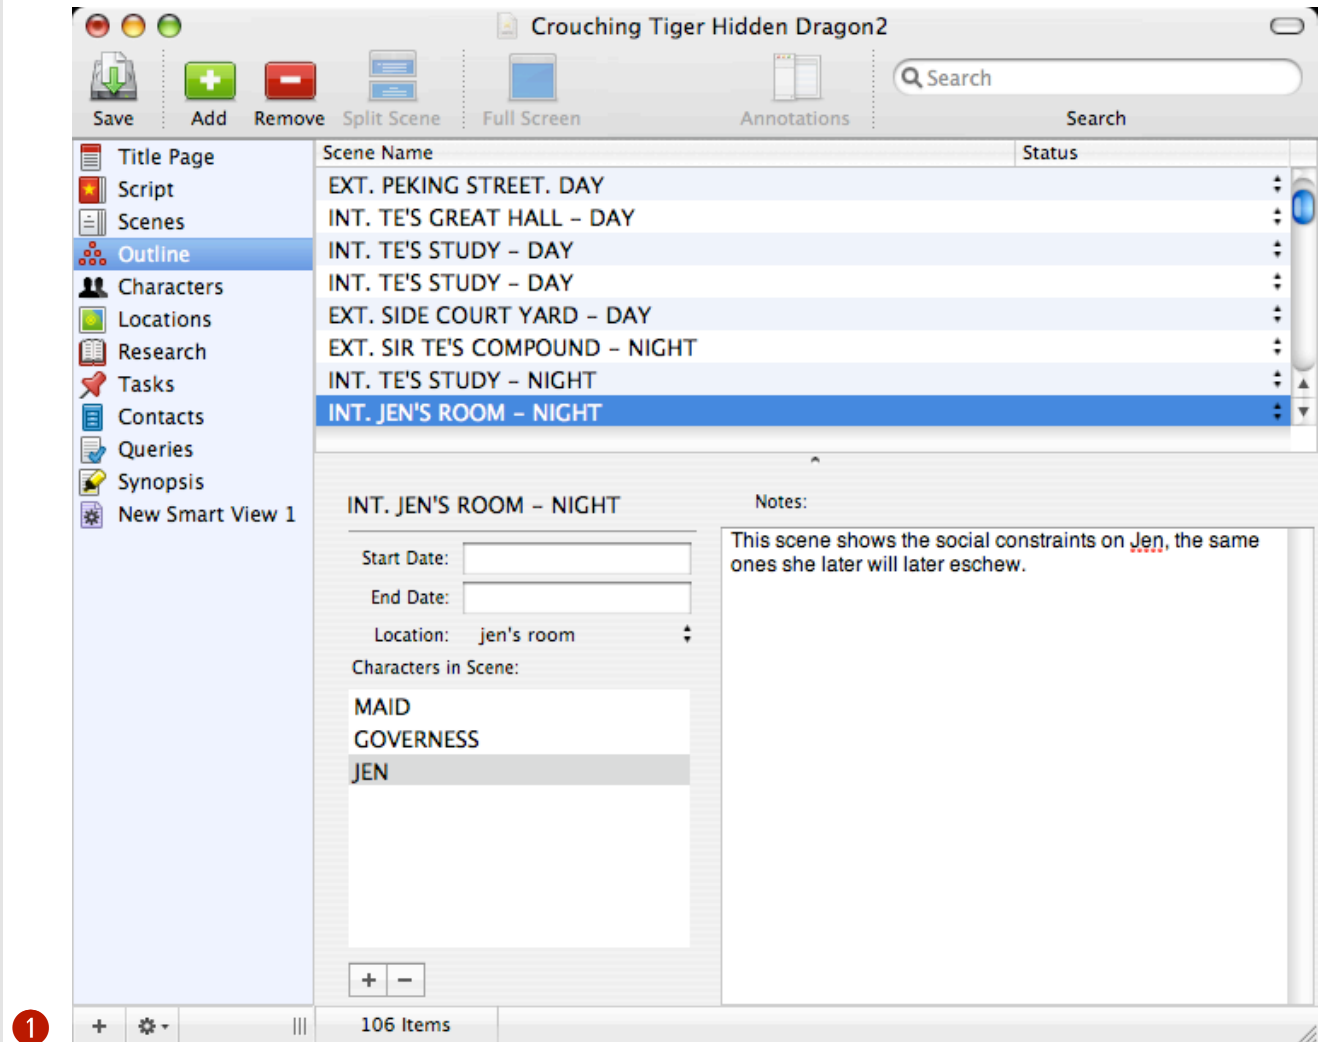 Crouching Tiger Hidden Dragon2
Search
Save Add Remove Split Scene Full Screen Annotations Search
Title Page
Script
Scenes
Outline
Characters
Locations
Research
Tasks
Contacts
Queries
Synopsis
New Smart View 1
Scene Name Status
EXT. PEKING STREET. DAY
INT. TE'S GREAT HALL – DAY
INT. TE'S STUDY – DAY
INT. TE'S STUDY – DAY
EXT. SIDE COURT YARD – DAY
EXT. SIR TE'S COMPOUND – NIGHT
INT. TE'S STUDY – NIGHT
INT. JEN'S ROOM – NIGHT
INT. JEN'S ROOM – NIGHT
Start Date:
End Date:
Location: jen's room
Characters in Scene:
MAID
GOVERNESS
JEN
Notes:
This scene shows the social constraints on Jen, the same
ones she later will later eschew.
1
106 Items